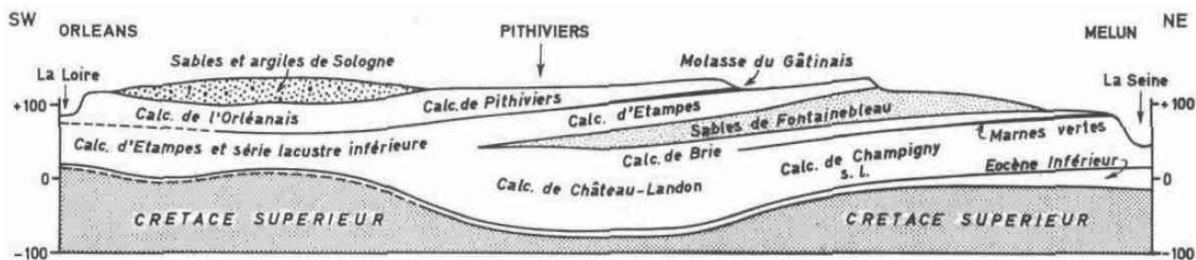 SW
NE
ORLEANS
PITHIVIERS
MELUN
Sables et argiles de Sologne
Molasse du Gâtinais
La Loire
La Seine
+100
Calc. de Pithiviers
+100
Calc. de l'Orléanais
Calc. d'Etampes
Sables de Fontainebleau
Marnes vertes
Calc. d'Etampes et série lacustre inférieure
Calc. de Brie
Calc. de Champigny
s. l.
Eocène Inférieur
0
Calc. de Château-Landon
0
CRETACE SUPERIEUR
CRETACE SUPERIEUR
-100
-100